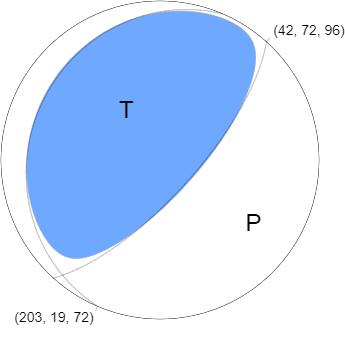 (42, 72, 96)
T
P
(203, 19, 72)